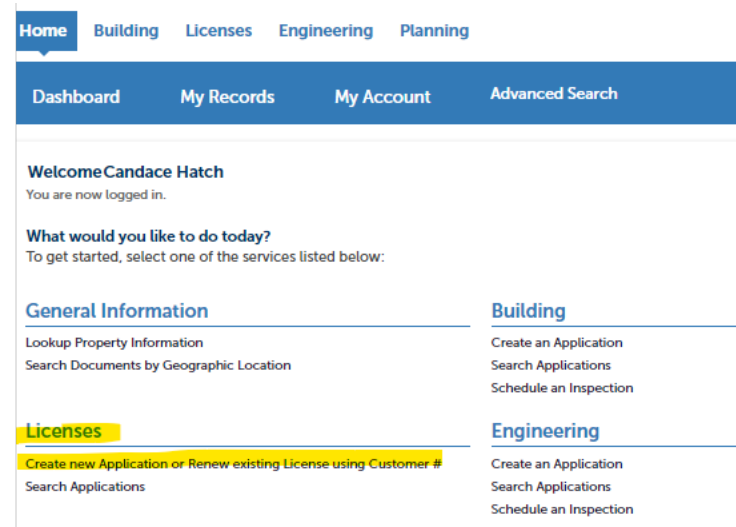 Home Building Licenses Engineering Planning
Dashboard My Records My Account Advanced Search
WelcomeCandace Hatch
You are now logged in.
What would you like to do today?
To get started, select one of the services listed below:
General Information
Lookup Property Information
Search Documents by Geographic Location
Building
Create an Application
Search Applications
Schedule an Inspection
Licenses
Create new Application or Renew existing License using Customer #
Search Applications
Engineering
Create an Application
Search Applications
Schedule an Inspection